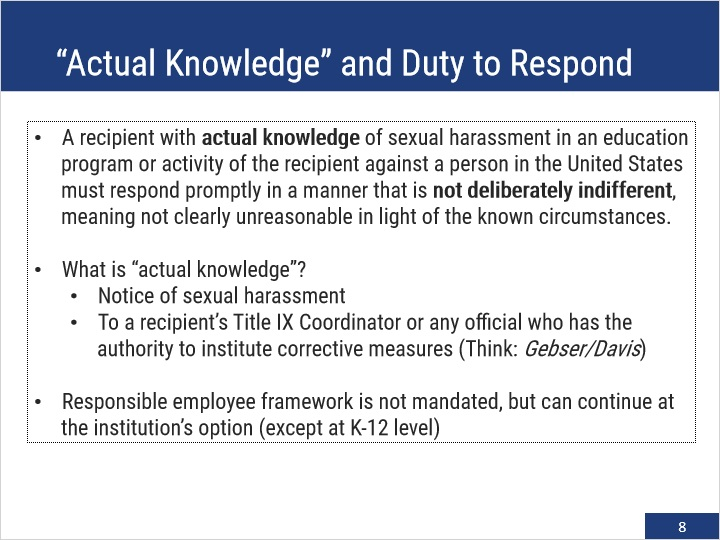 “Actual Knowledge” and Duty to Respond
• A recipient with actual knowledge of sexual harassment in an education
program or activity of the recipient against a person in the United States
must respond promptly in a manner that is not deliberately indifferent,
meaning not clearly unreasonable in light of the known circumstances.
• What is “actual knowledge”?
• Notice of sexual harassment
• To a recipient’s Title IX Coordinator or any official who has the
authority to institute corrective measures (Think: Gebser/Davis)
• Responsible employee framework is not mandated, but can continue at
the institution’s option (except at K-12 level)
8